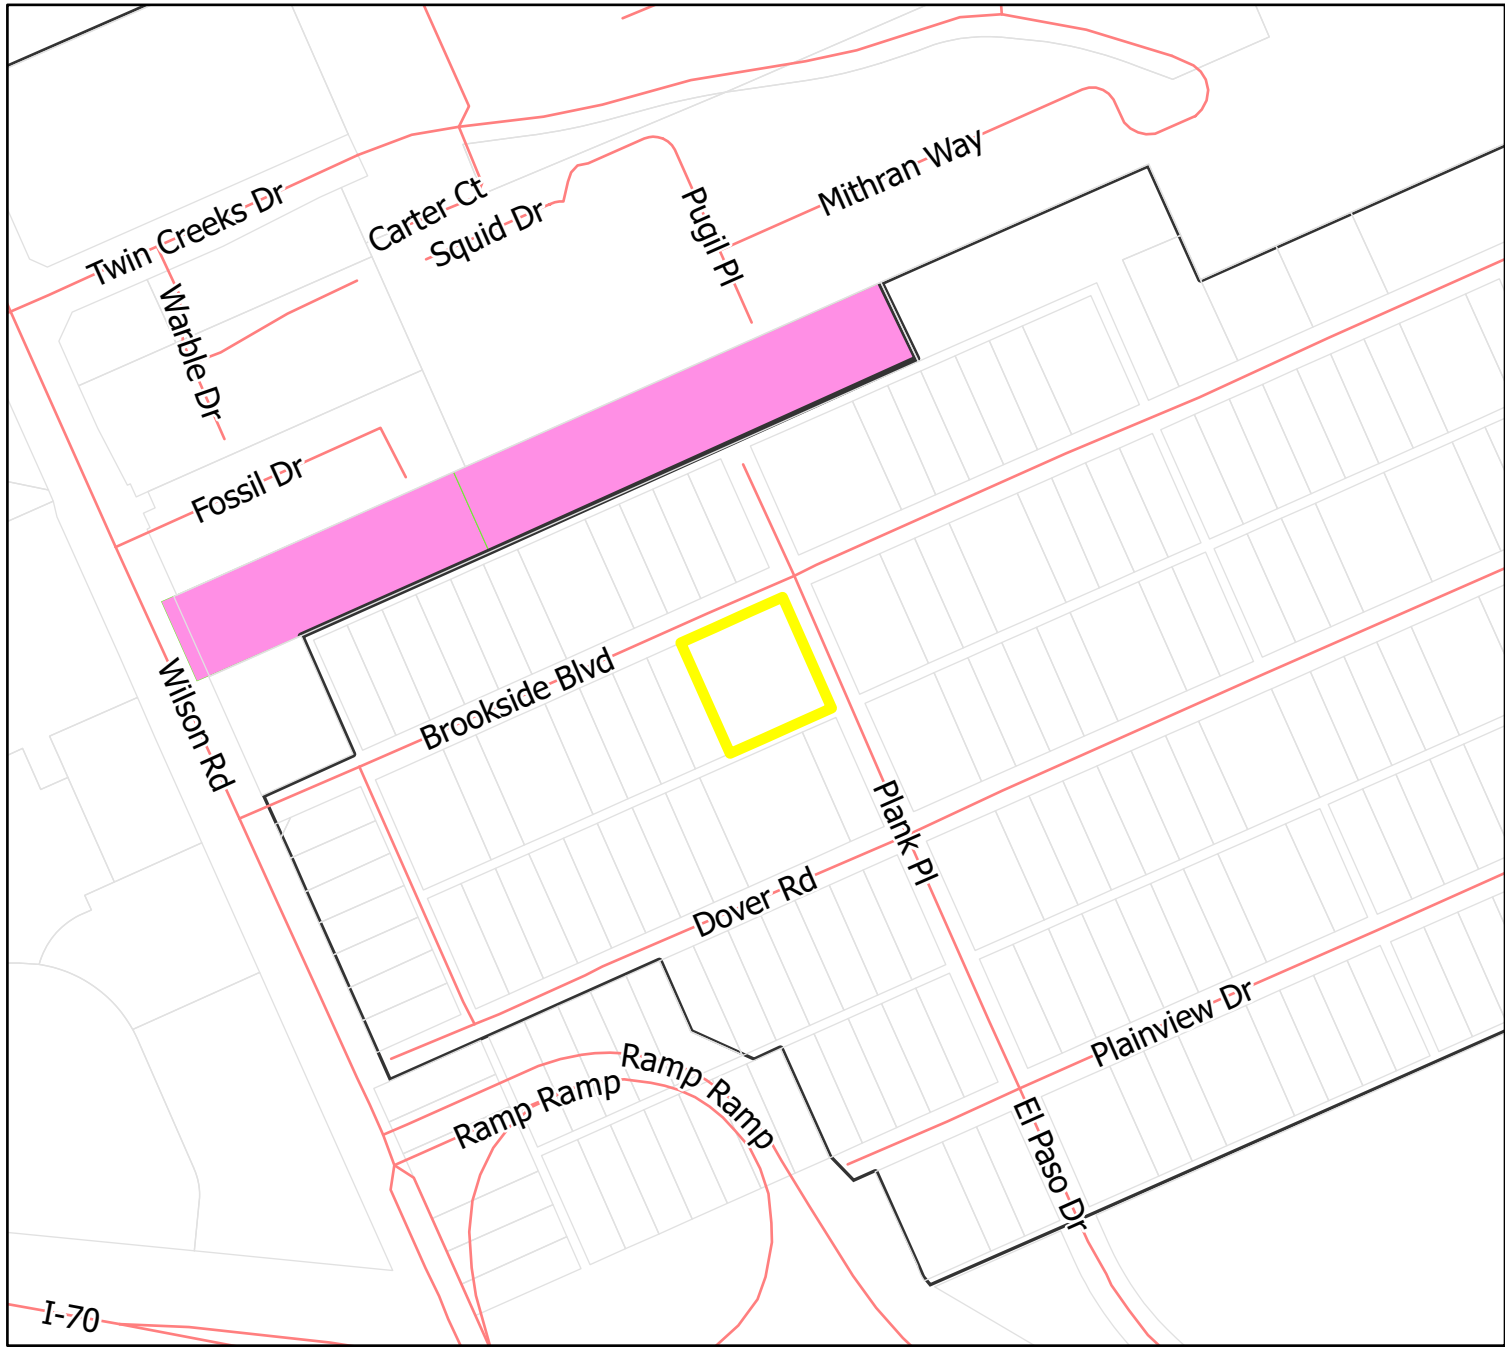 Mithran Way
Twin Creeks Dr
Carter Ct
Squid Dr
Pugil Pl
Warble Dr
Fossil Dr
Wilson Rd
Brookside Blvd
Plank Pl
Dover Rd
Plainview Dr
Ramp Ramp
Ramp Ramp
El Paso Dr
I-70